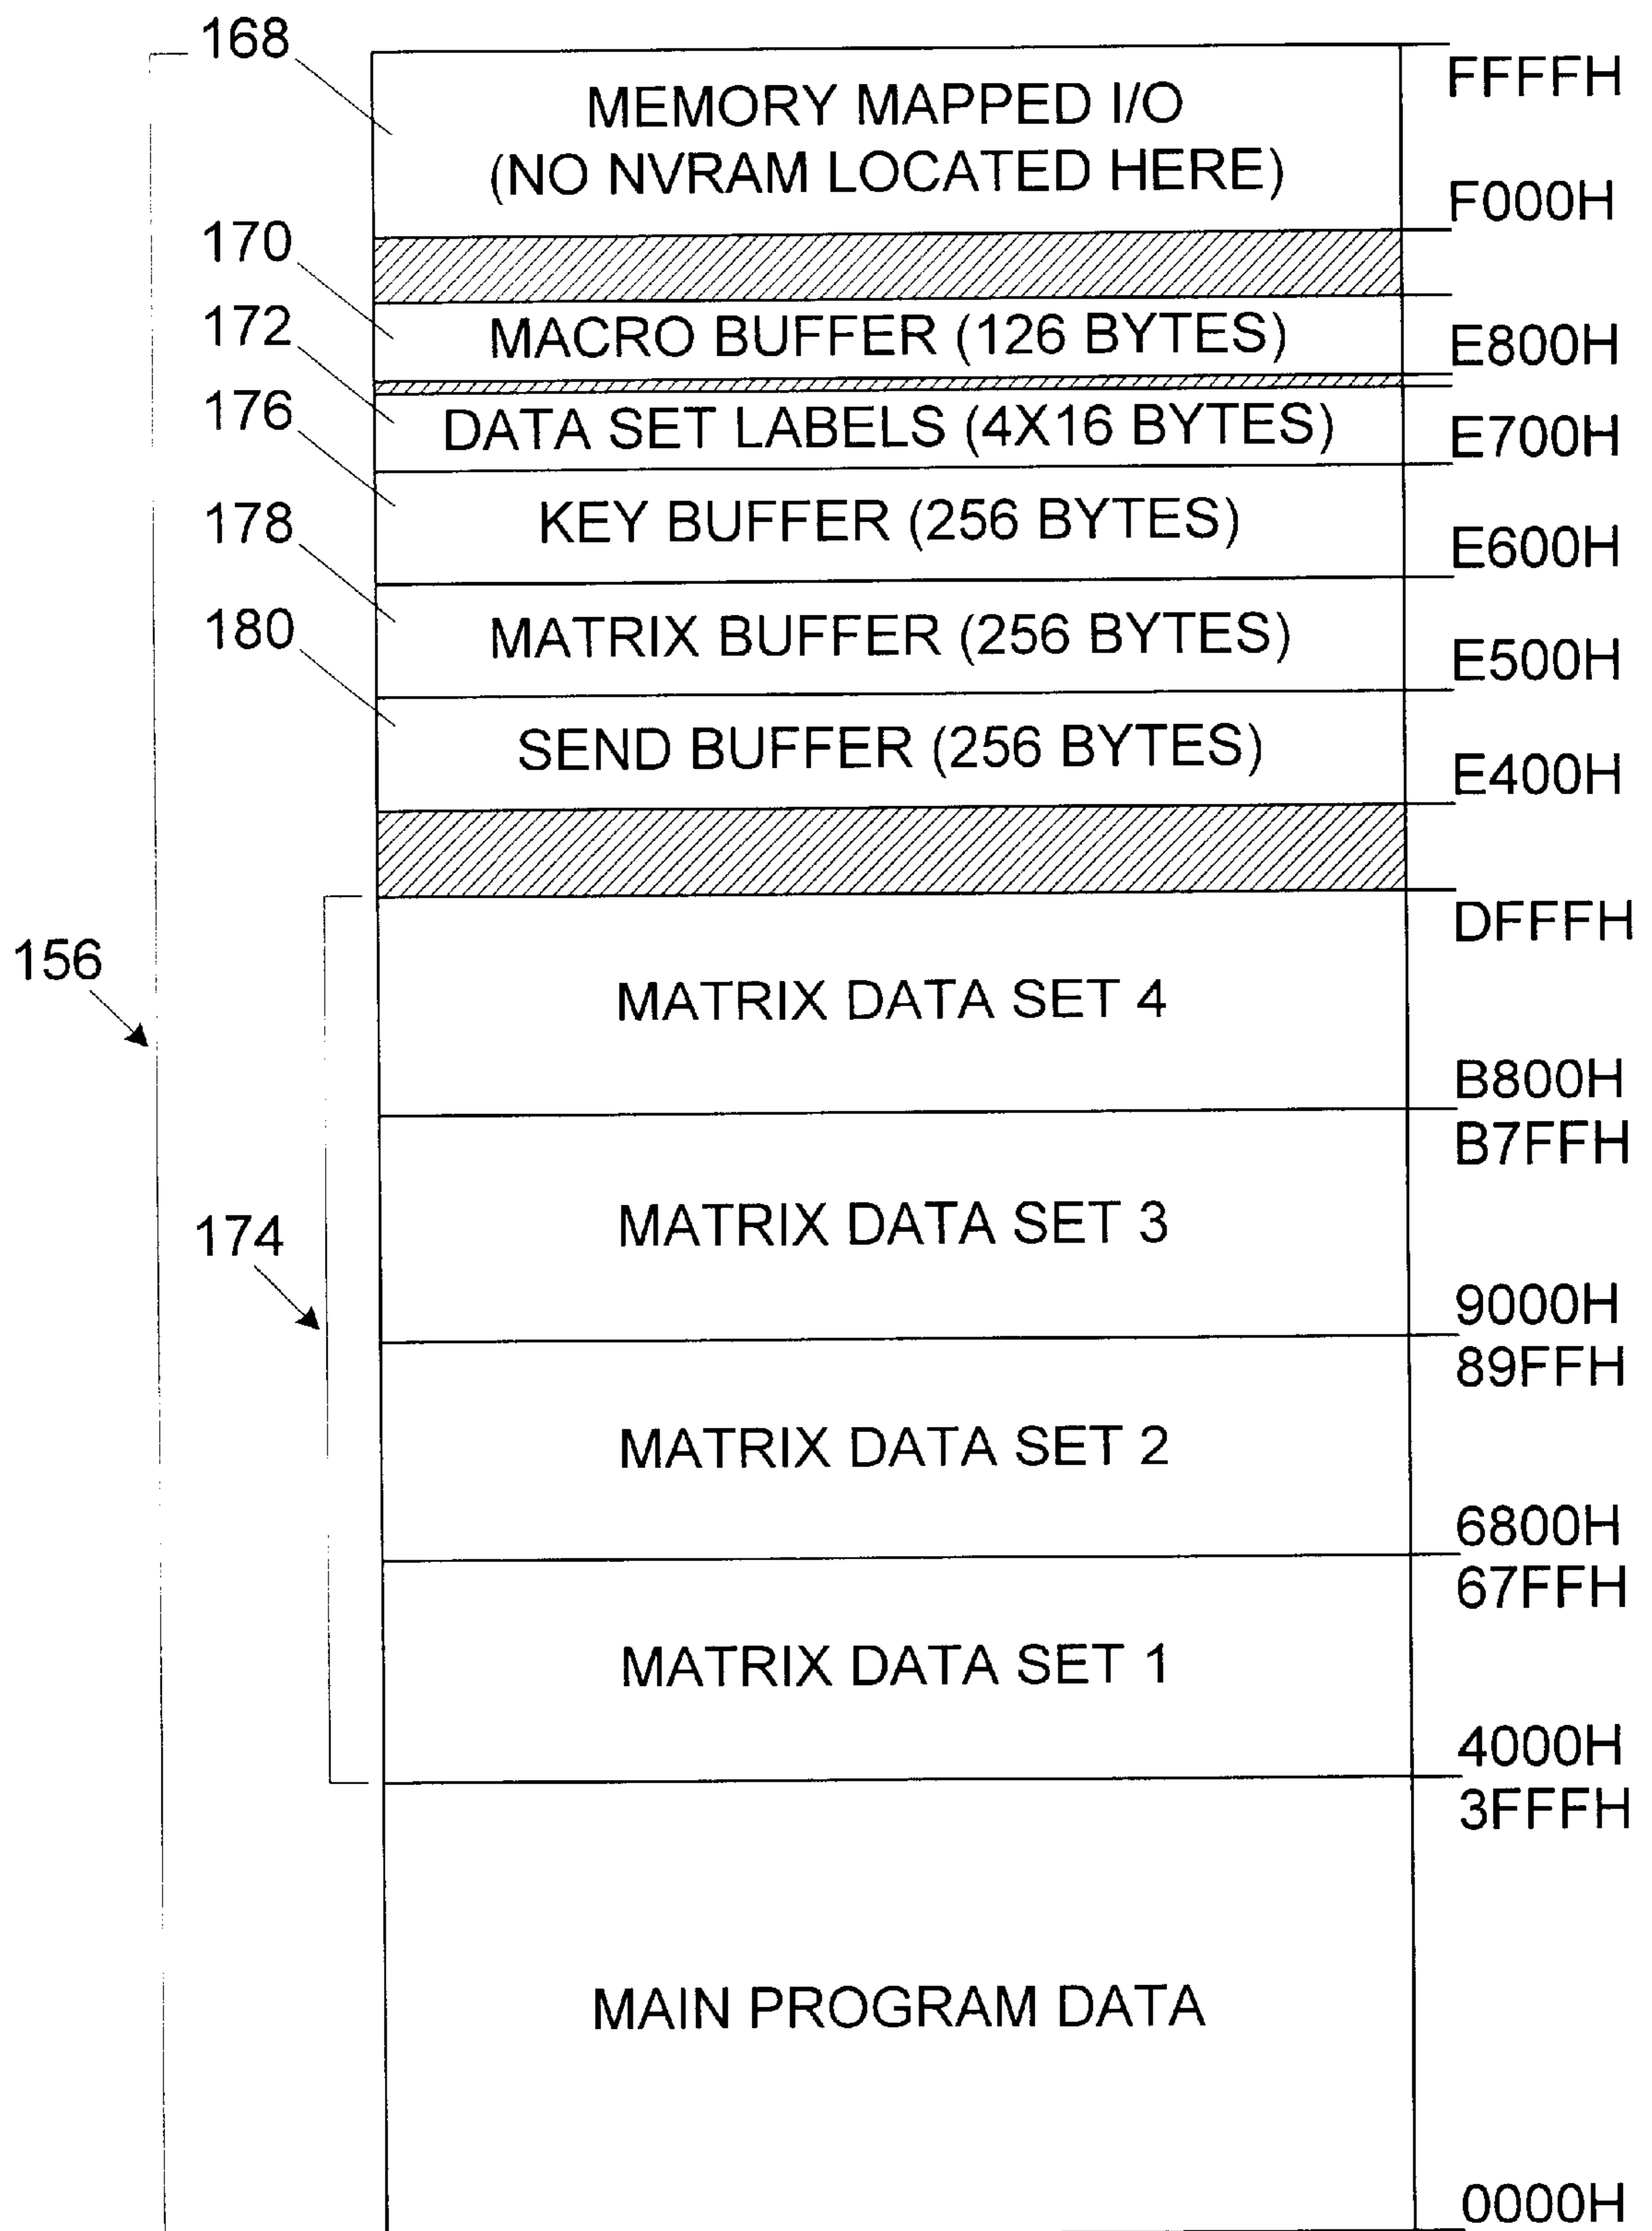 168
MEMORY MAPPED I/O
(NO NVRAM LOCATED HERE)
FFFFH
F000H
170
MACRO BUFFER (126 BYTES)
E800H
172
DATA SET LABELS (4X16 BYTES)
E700H
176
KEY BUFFER (256 BYTES)
E600H
178
MATRIX BUFFER (256 BYTES)
E500H
180
SEND BUFFER (256 BYTES)
E400H
DFFFH
156
MATRIX DATA SET 4
B800H
B7FFH
174
MATRIX DATA SET 3
9000H
89FFH
MATRIX DATA SET 2
6800H
67FFH
MATRIX DATA SET 1
4000H
3FFFH
MAIN PROGRAM DATA
0000H